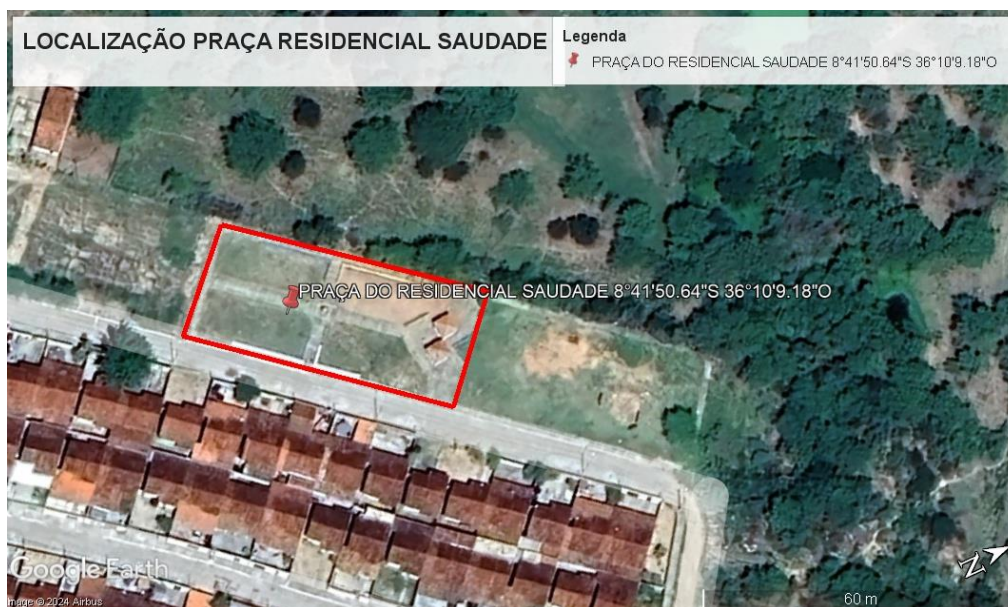 LOCALIZAÇÃO PRAÇA RESIDENCIAL SAUDADE
Legenda
PRAÇA DO RESIDENCIAL SAUDADE 8°41'50.64"S 36°10'9.18"O
PRAÇA DO RESIDENCIAL SAUDADE 8°41'50.64"S 36°10'9.18"O
Google Earth
Image © 2024 Airbus
60 m
N